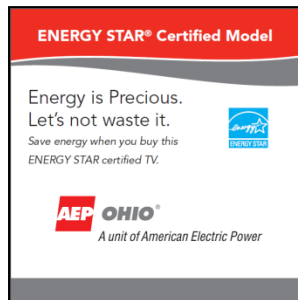 ENERGY STAR® Certified Model
Energy is Precious.
Let's not waste it.
Save energy when you buy this
ENERGY STAR certified TV.
energy
ENERGY STAR
AEP OHIO®
A unit of American Electric Power